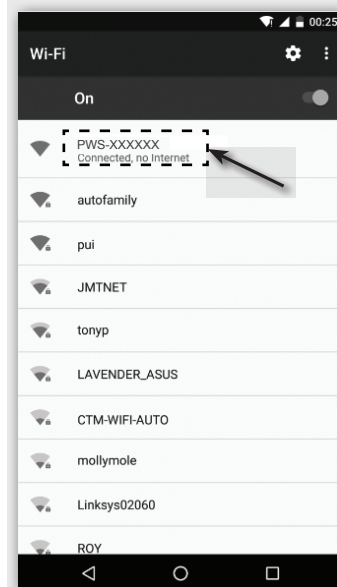 00:25
Wi-Fi
On
PWS-XXXXXX
Connected, no Internet
autofamily
pui
JMTNET
tonyp
LAVENDER_ASUS
CTM-WIFI-AUTO
mollymole
Linksys02060
ROY